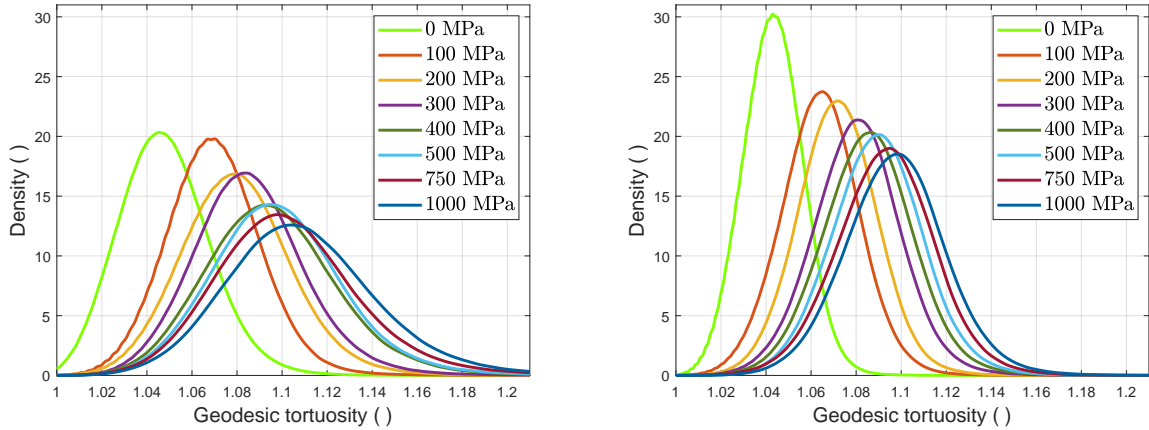 30
25
20
15
10
5
0
Density ( )
1
1.02
1.04
1.06
1.08
1.1
1.12
1.14
1.16
1.18
1.2
Geodesic tortuosity ( )
0 MPa
100 MPa
200 MPa
300 MPa
400 MPa
500 MPa
750 MPa
1000 MPa
30
25
20
15
10
5
0
Density ( )
1
1.02
1.04
1.06
1.08
1.1
1.12
1.14
1.16
1.18
1.2
Geodesic tortuosity ( )
0 MPa
100 MPa
200 MPa
300 MPa
400 MPa
500 MPa
750 MPa
1000 MPa